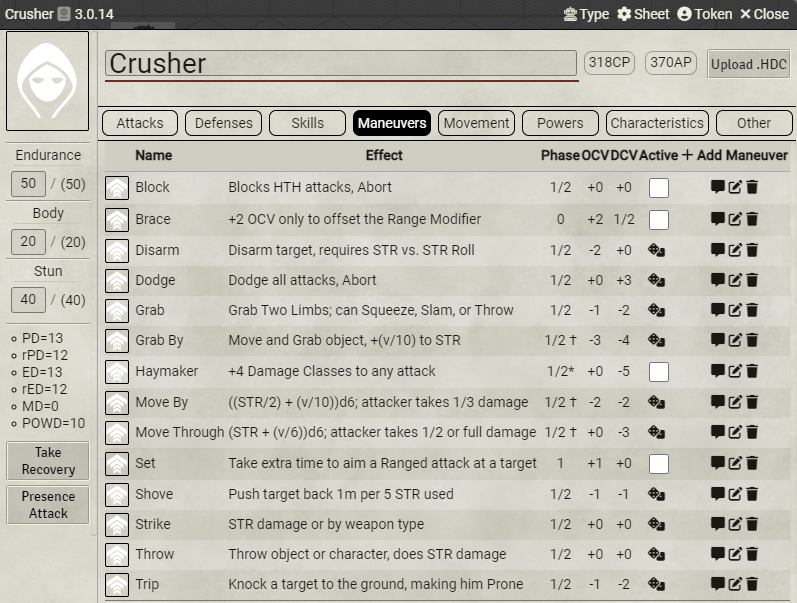 Crusher 3.0.14 Type Sheet Token Close
Crusher 318CP 370AP Upload .HDC
Attacks Defenses Skills Maneuvers Movement Powers Characteristics Other
Endurance
50 / (50)
Body
20 / (20)
Stun
40 / (40)
PD=13
rPD=12
ED=13
rED=12
MD=0
POWD=10
Take
Recovery
Presence
Attack
Name Effect Phase OCV DCV Active + Add Maneuver
Block Blocks HTH attacks, Abort 1/2 +0 +0
Brace +2 OCV only to offset the Range Modifier 0 +2 1/2
Disarm Disarm target, requires STR vs. STR Roll 1/2 -2 +0
Dodge Dodge all attacks, Abort 1/2 +0 +3
Grab Grab Two Limbs; can Squeeze, Slam, or Throw 1/2 -1 -2
Grab By Move and Grab object, +(v/10) to STR 1/2 † -3 -4
Haymaker +4 Damage Classes to any attack 1/2* +0 -5
Move By ((STR/2) + (v/10))d6; attacker takes 1/3 damage 1/2 † -2 -2
Move Through (STR + (v/6))d6; attacker takes 1/2 or full damage 1/2 † +0 -3
Set Take extra time to aim a Ranged attack at a target 1 +1 +0
Shove Push target back 1m per 5 STR used 1/2 -1 -1
Strike STR damage or by weapon type 1/2 +0 +0
Throw Throw object or character, does STR damage 1/2 +0 +0
Trip Knock a target to the ground, making him Prone 1/2 -1 -2